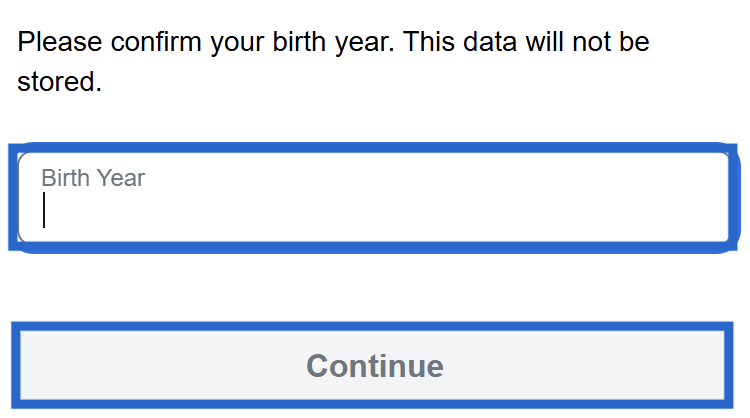 Please confirm your birth year. This data will not be
stored.
Birth Year
Continue